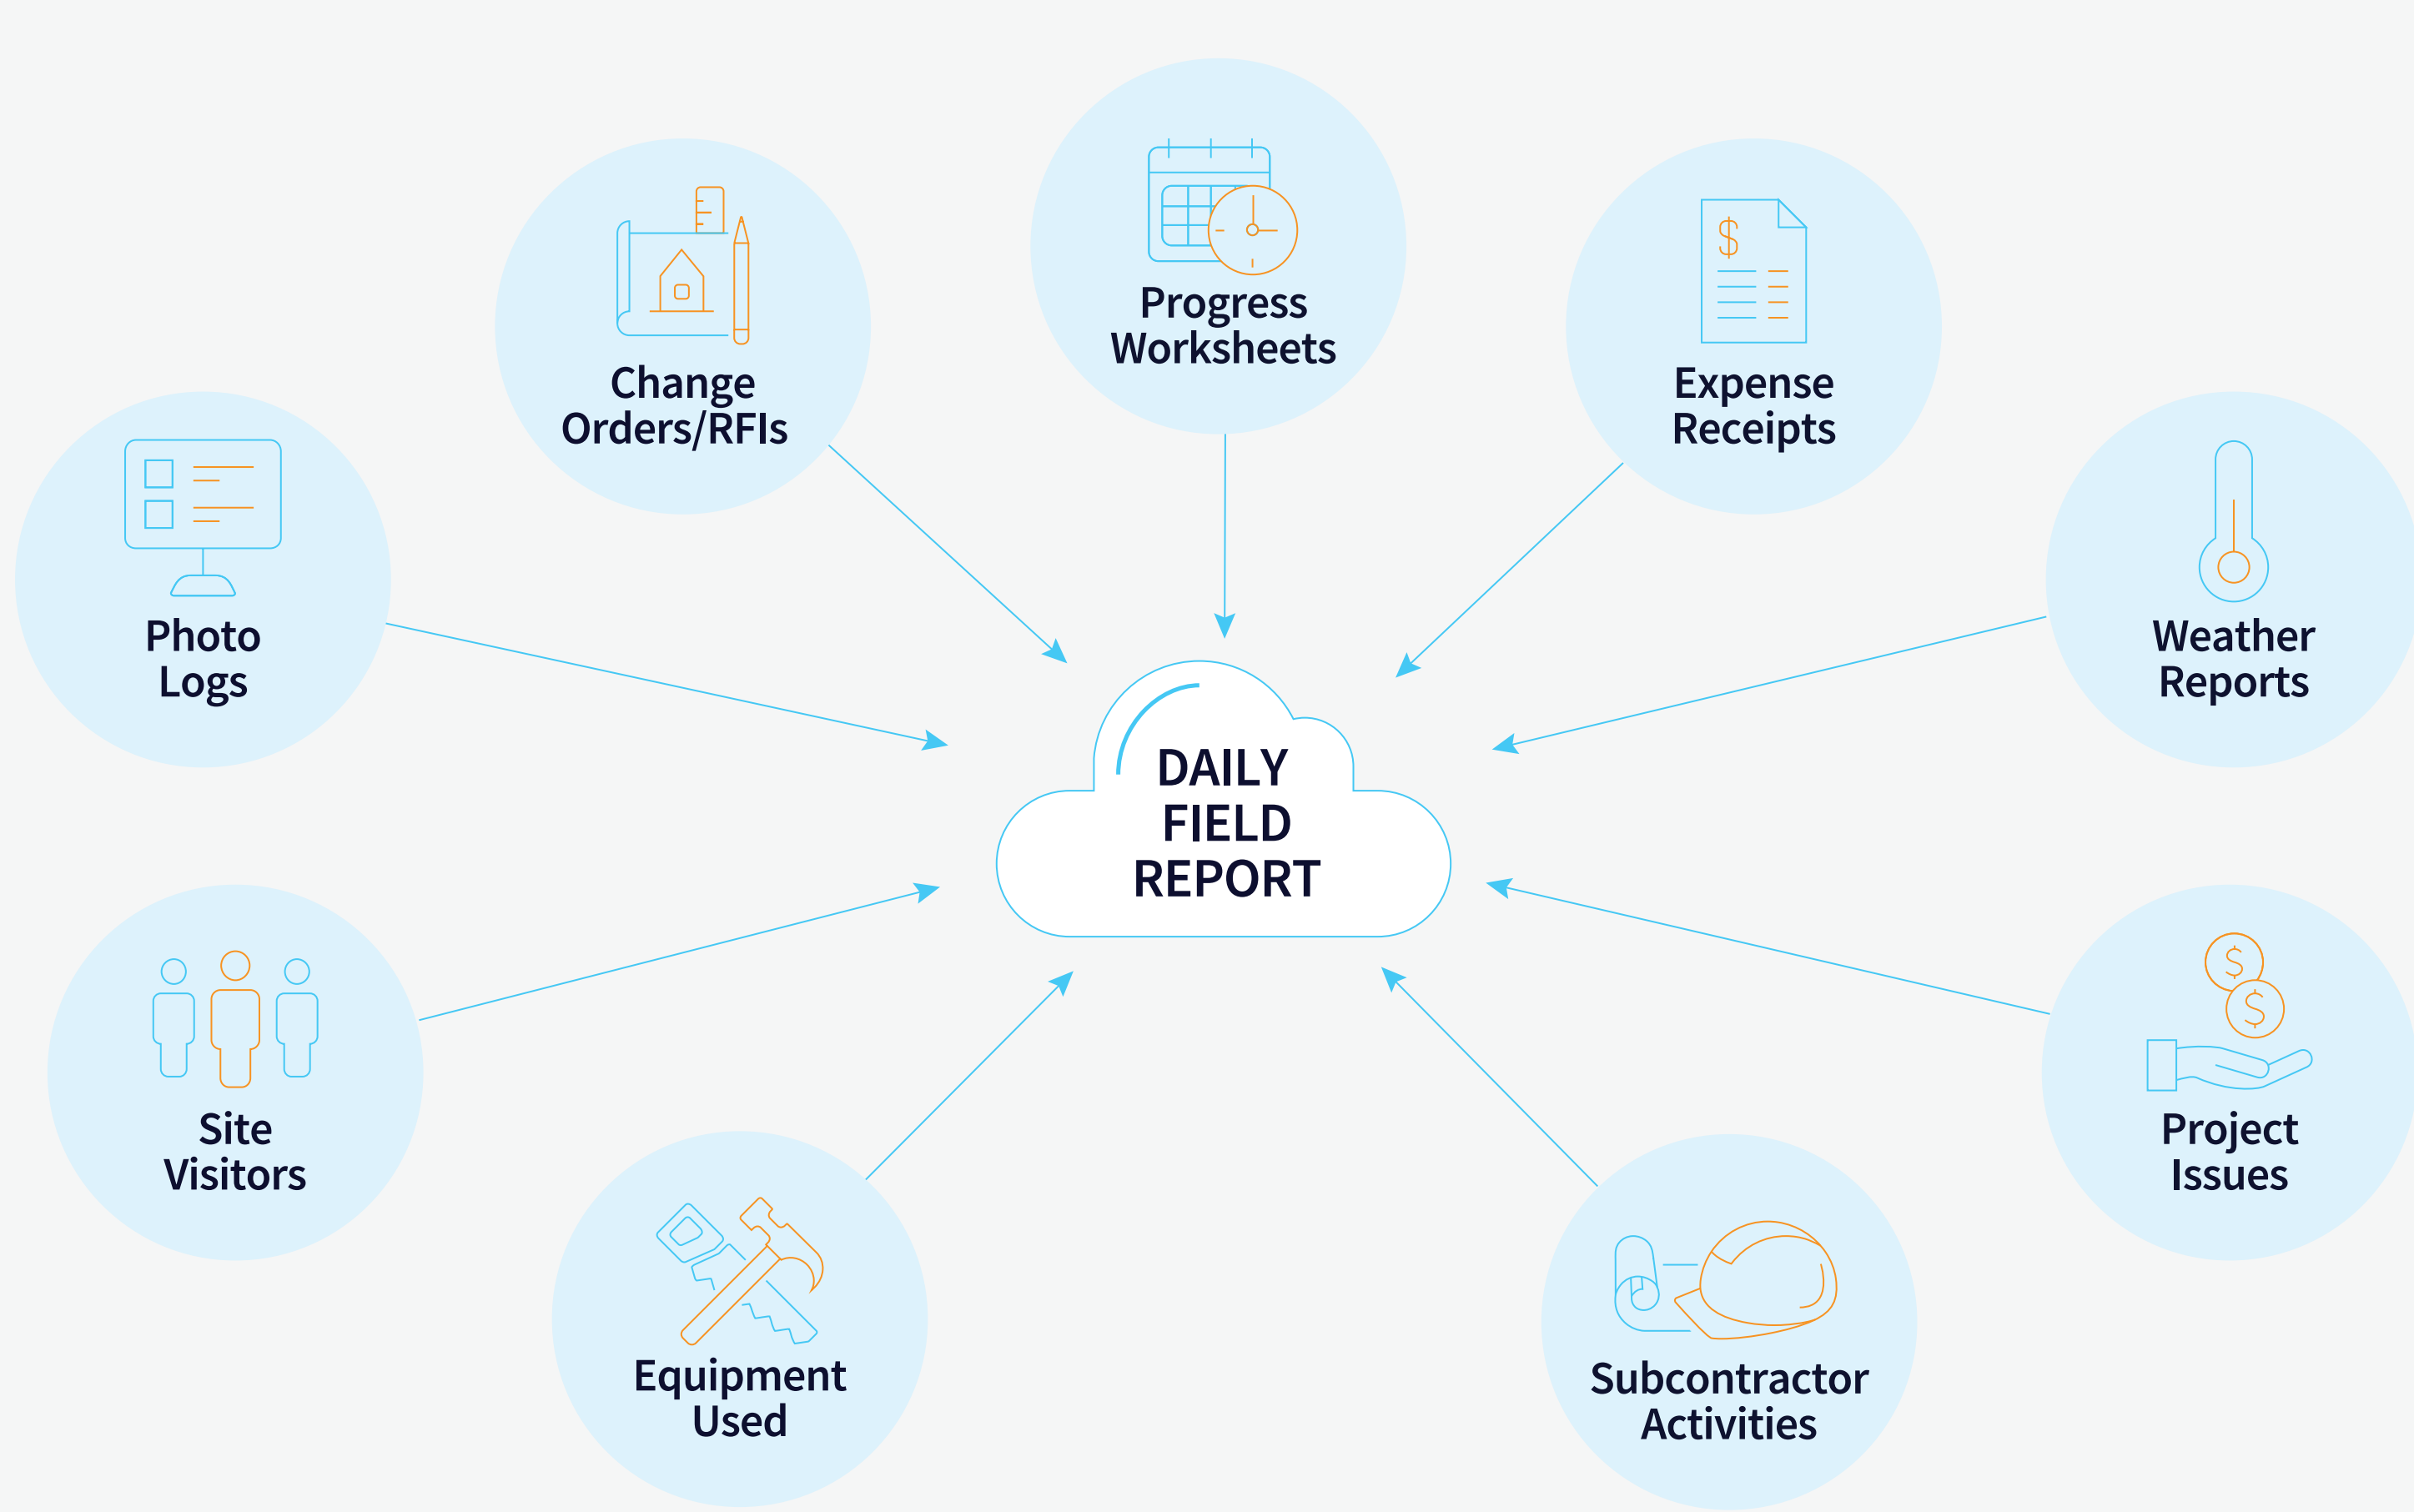 Progress
Worksheets
Change
Orders/RFIs
Expense
Receipts
Photo
Logs
Weather
Reports
DAILY
FIELD
REPORT
Site
Visitors
Project
Issues
Equipment
Used
Subcontractor
Activities
$
$
$